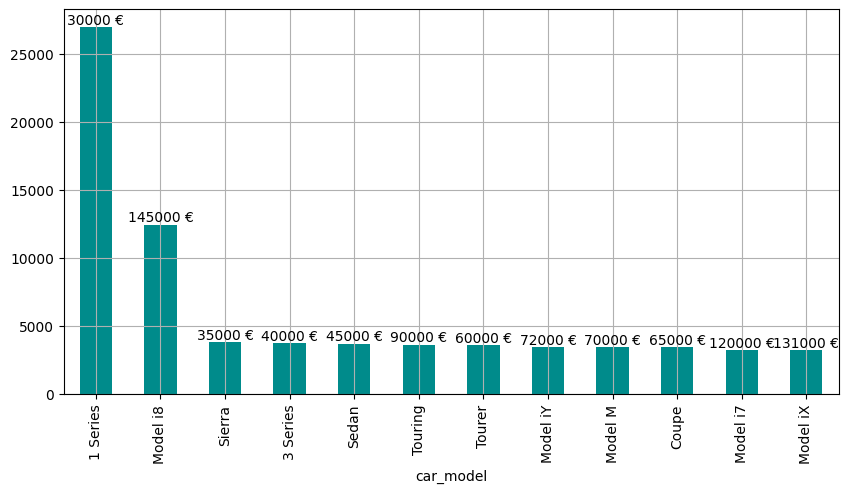 30000 €
25000
20000
15000
145000 €
10000
5000
35000 €
40000 €
45000 €
90000 €
60000 €
72000 €
70000 €
65000 €
120000 €
131000 €
0
1 Series
Model i8
Sierra
3 Series
Sedan
Touring
Tourer
Model iY
Model M
Coupe
Model i7
Model iX
car_model